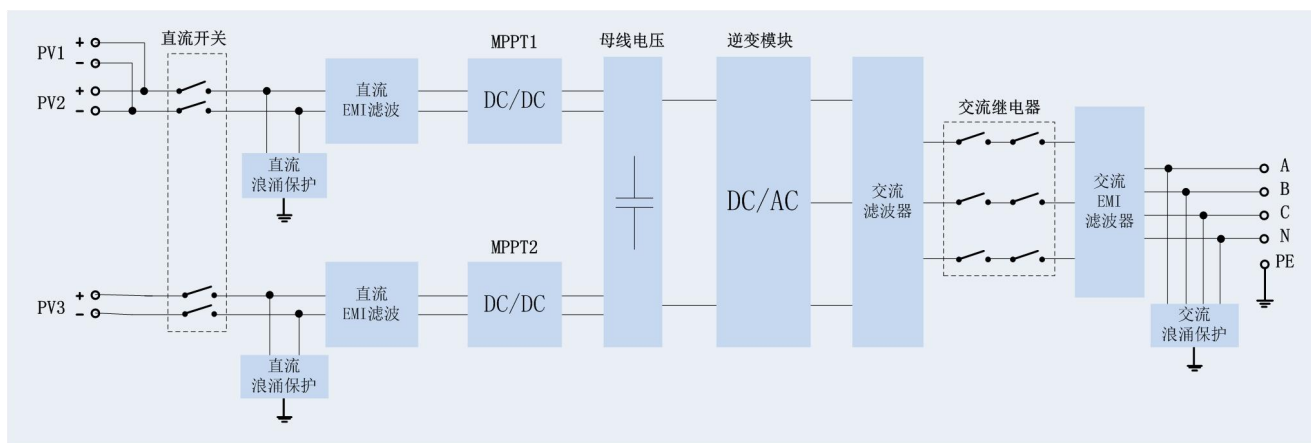 直流开关
MPPT1
母线电压
逆变模块
PV1
+
-
PV2
+
-
直流
EMI滤波
DC/DC
交流继电器
直流
浪涌保护
DC/AC
交流
滤波器
交流
EMI
滤波器
A
B
C
N
PE
MPPT2
PV3
+
-
直流
EMI滤波
DC/DC
直流
浪涌保护
交流
浪涌保护